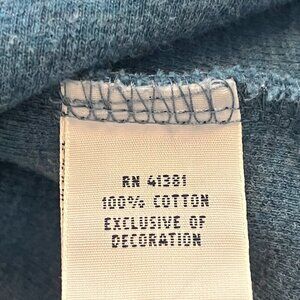 RN 41381
100% COTTON
EXCLUSIVE OF
DECORATION